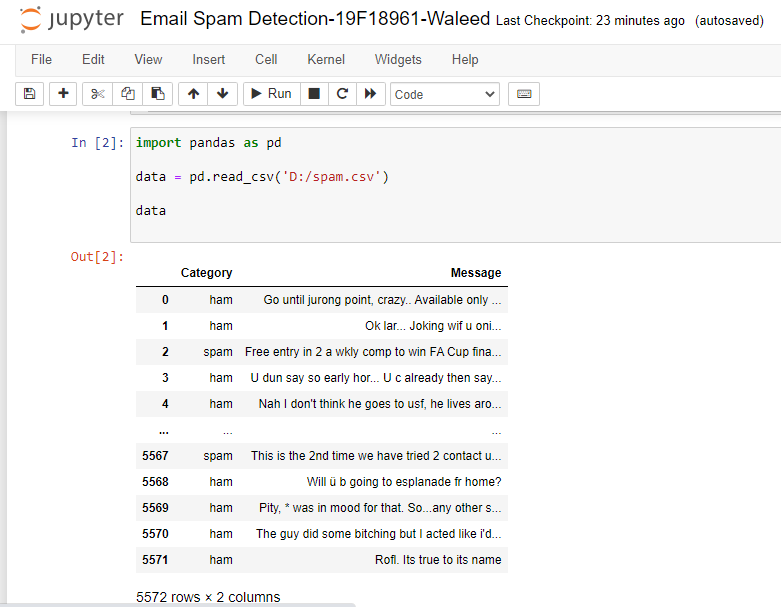 jupyter Email Spam Detection-19F18961-Waleed Last Checkpoint: 23 minutes ago (autosaved)
File Edit View Insert Cell Kernel Widgets Help
Run Code
In [2]: import pandas as pd
data = pd.read_csv('D:/spam.csv')
data
Out[2]:
Category Message
0 ham Go until jurong point, crazy.. Available only ...
1 ham Ok lar... Joking wif u oni...
2 spam Free entry in 2 a wkly comp to win FA Cup fina...
3 ham U dun say so early hor... U c already then say...
4 ham Nah I don't think he goes to usf, he lives aro...
... ... ...
5567 spam This is the 2nd time we have tried 2 contact u...
5568 ham Will ü b going to esplanade fr home?
5569 ham Pity, * was in mood for that. So...any other s...
5570 ham The guy did some bitching but I acted like i'd...
5571 ham Rofl. Its true to its name
5572 rows × 2 columns